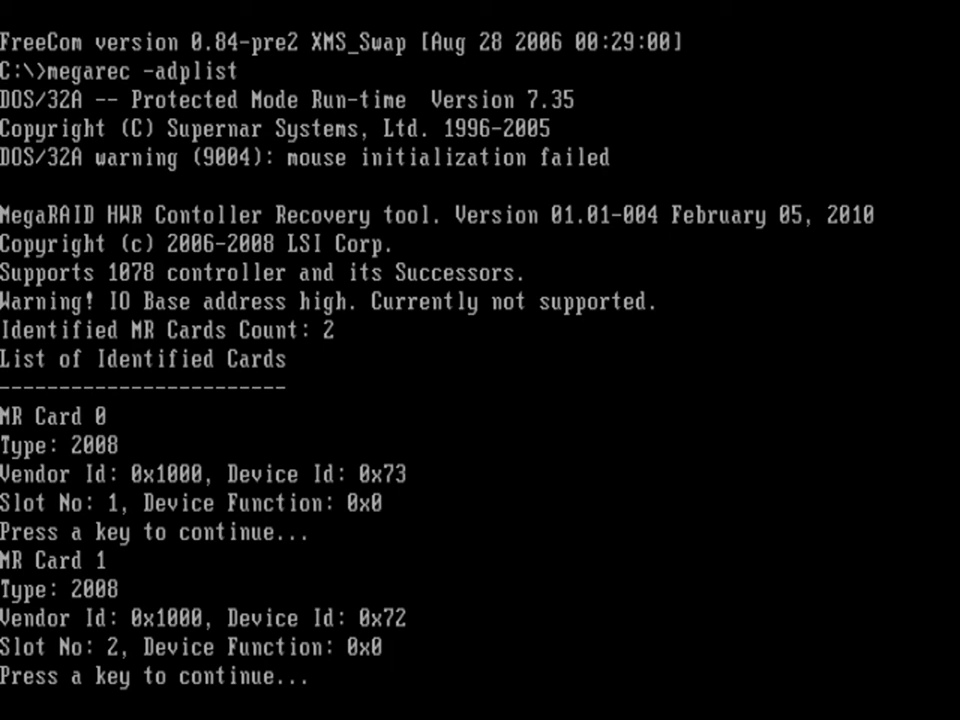 FreeCom version 0.84-pre2 XMS_Swap [Aug 28 2006 00:29:00]
C:\>megarec -adplist
DOS/32A -- Protected Mode Run-time  Version 7.35
Copyright (C) Supernar Systems, Ltd. 1996-2005
DOS/32A warning (9004): mouse initialization failed
MegaRAID HWR Contoller Recovery tool. Version 01.01-004 February 05, 2010
Copyright (c) 2006-2008 LSI Corp.
Supports 1078 controller and its Successors.
Warning! IO Base address high. Currently not supported.
Identified MR Cards Count: 2
List of Identified Cards
------------------------
MR Card 0
Type: 2008
Vendor Id: 0x1000, Device Id: 0x73
Slot No: 1, Device Function: 0x0
Press a key to continue...
MR Card 1
Type: 2008
Vendor Id: 0x1000, Device Id: 0x72
Slot No: 2, Device Function: 0x0
Press a key to continue...